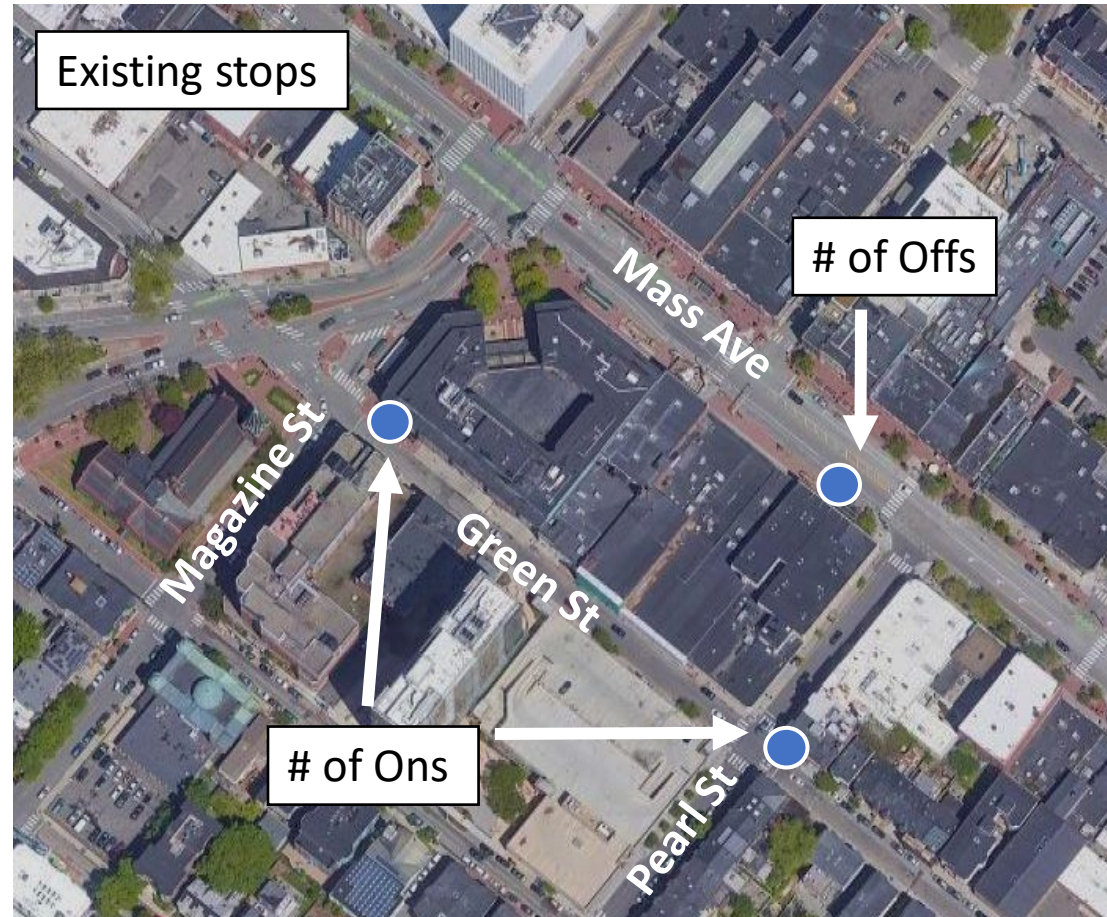 Existing stops
# of Offs
Mass Ave
Magazine St
Green St
# of Ons
Pearl St